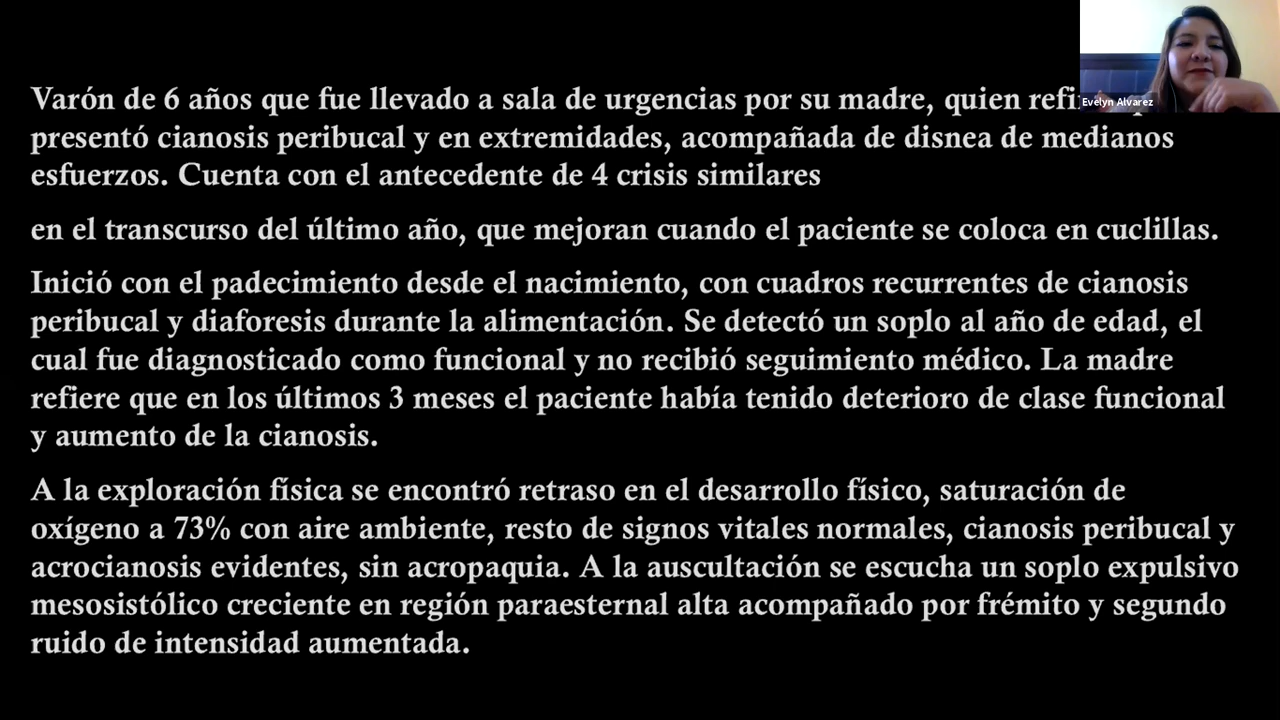 Varón de 6 años que fue llevado a sala de urgencias por su madre, quien
Evelyn Alvarez
presentó cianosis peribucal y en extremidades, acompañada de disnea de medianos
esfuerzos. Cuenta con el antecedente de 4 crisis similares
en el transcurso del último año, que mejoran cuando el paciente se coloca en cuclillas.
Inició con el padecimiento desde el nacimiento, con cuadros recurrentes de cianosis
peribucal y diaforesis durante la alimentación. Se detectó un soplo al año de edad, el
cual fue diagnosticado como funcional y no recibió seguimiento médico. La madre
refiere que en los últimos 3 meses el paciente había tenido deterioro de clase funcional
y aumento de la cianosis.
A la exploración física se encontró retraso en el desarrollo físico, saturación de
oxígeno a 73% con aire ambiente, resto de signos vitales normales, cianosis peribucal y
acrocianosis evidentes, sin acropaquia. A la auscultación se escucha un soplo expulsivo
mesosistólico creciente en región paraesternal alta acompañado por frémito y segundo
ruido de intensidad aumentada.